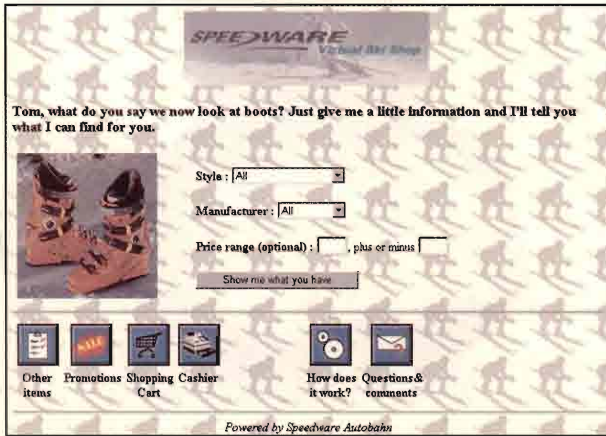 SPEEDWARE
Virtual Ski Shop
Tom, what do you say we now look at boots? Just give me a little information and I'll tell you
what I can find for you.
Style : All
Manufacturer : All
Price range (optional) : , plus or minus
Show me what you have
SALE
Other items
Promotions
Shopping Cart
Cashier
How does it work?
Questions & comments
Powered by Speedware Autobahn